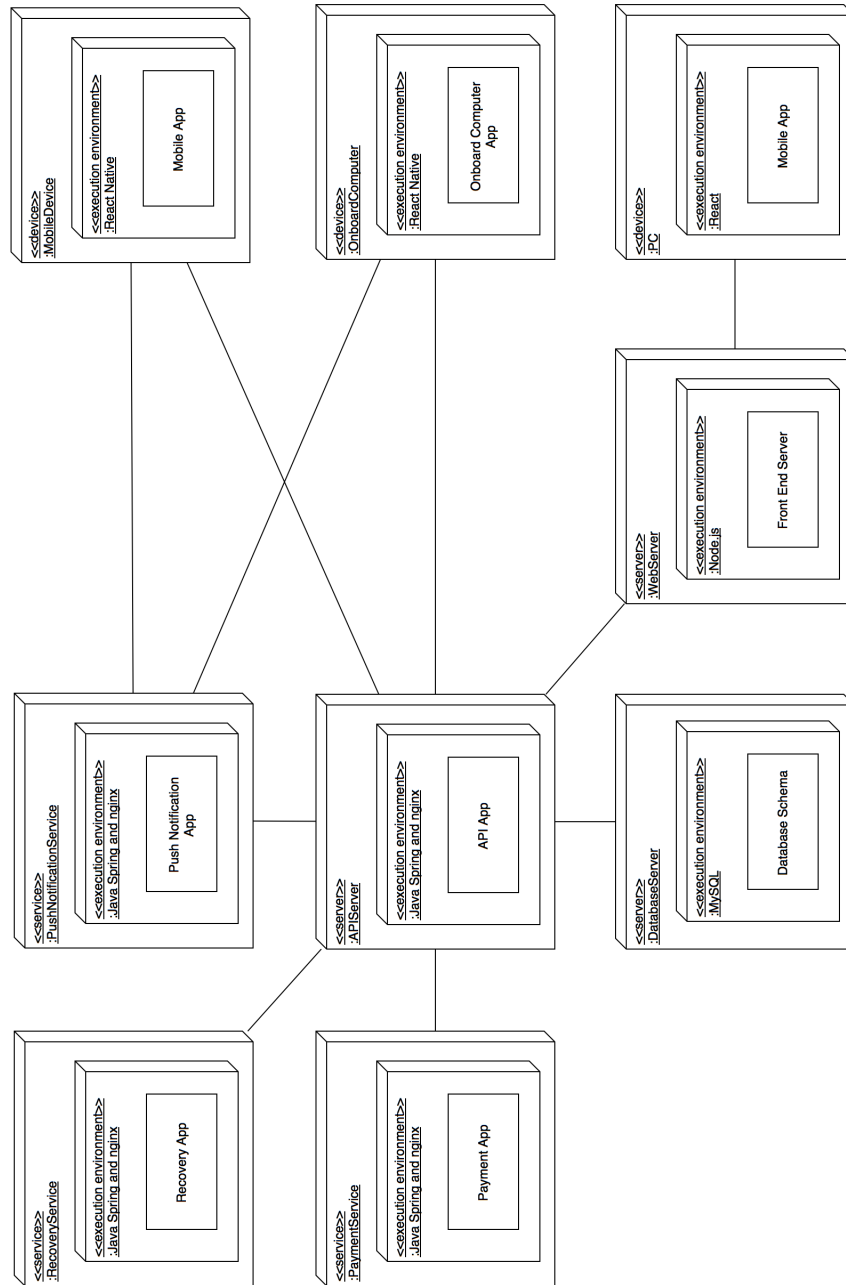 <<service>>
:RecoveryService
<<execution environment>>
:Java Spring and nginx
Recovery App
<<service>>
:PushNotificationService
<<execution environment>>
:Java Spring and nginx
Push Notification
App
<<device>>
:MobileDevice
<<execution environment>>
:React Native
Mobile App
<<service>>
:PaymentService
<<execution environment>>
:Java Spring and nginx
Payment App
<<server>>
:APIServer
<<execution environment>>
:Java Spring and nginx
API App
<<device>>
:OnboardComputer
<<execution environment>>
:React Native
Onboard Computer
App
<<server>>
:DatabaseServer
<<execution environment>>
:MySQL
Database Schema
<<server>>
:WebServer
<<execution environment>>
:Node.js
Front End Server
<<device>>
:PC
<<execution environment>>
:React
Mobile App